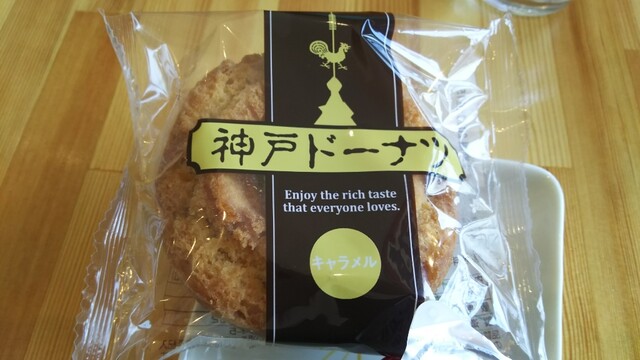 神戸ドーナツ
Enjoy the rich taste
that everyone loves.
キャラメル